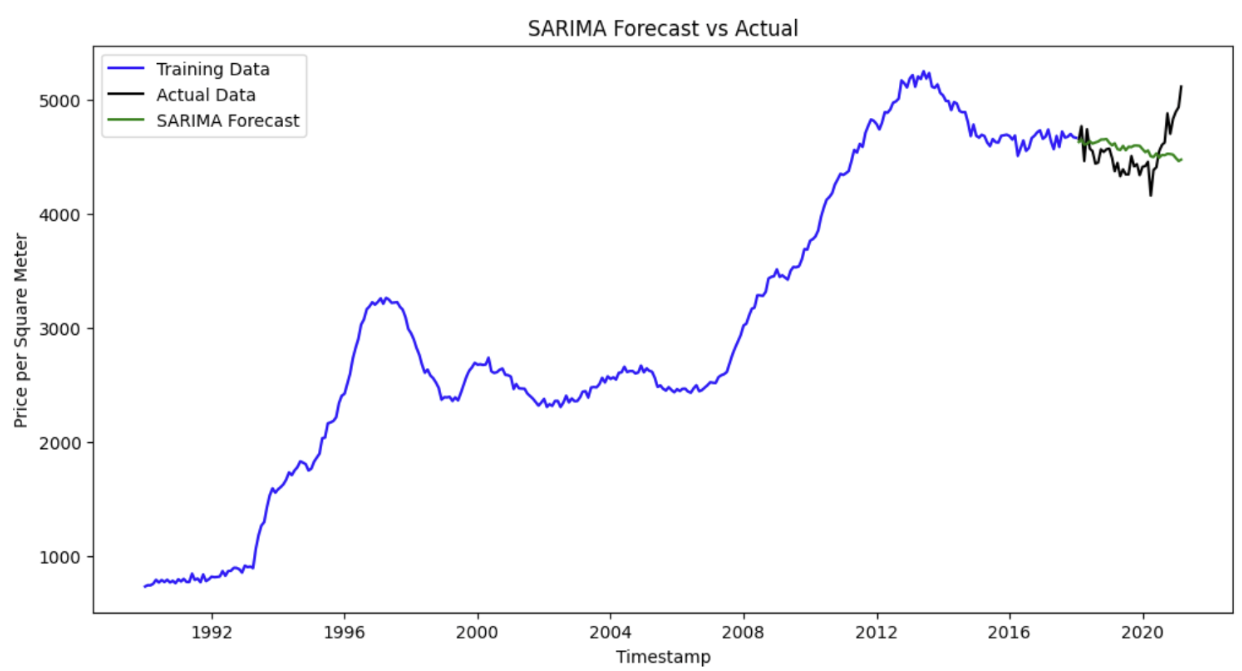 SARIMA Forecast vs Actual
Training Data
Actual Data
SARIMA Forecast
Price per Square Meter
5000
4000
3000
2000
1000
1992 1996 2000 2004 2008 2012 2016 2020
Timestamp